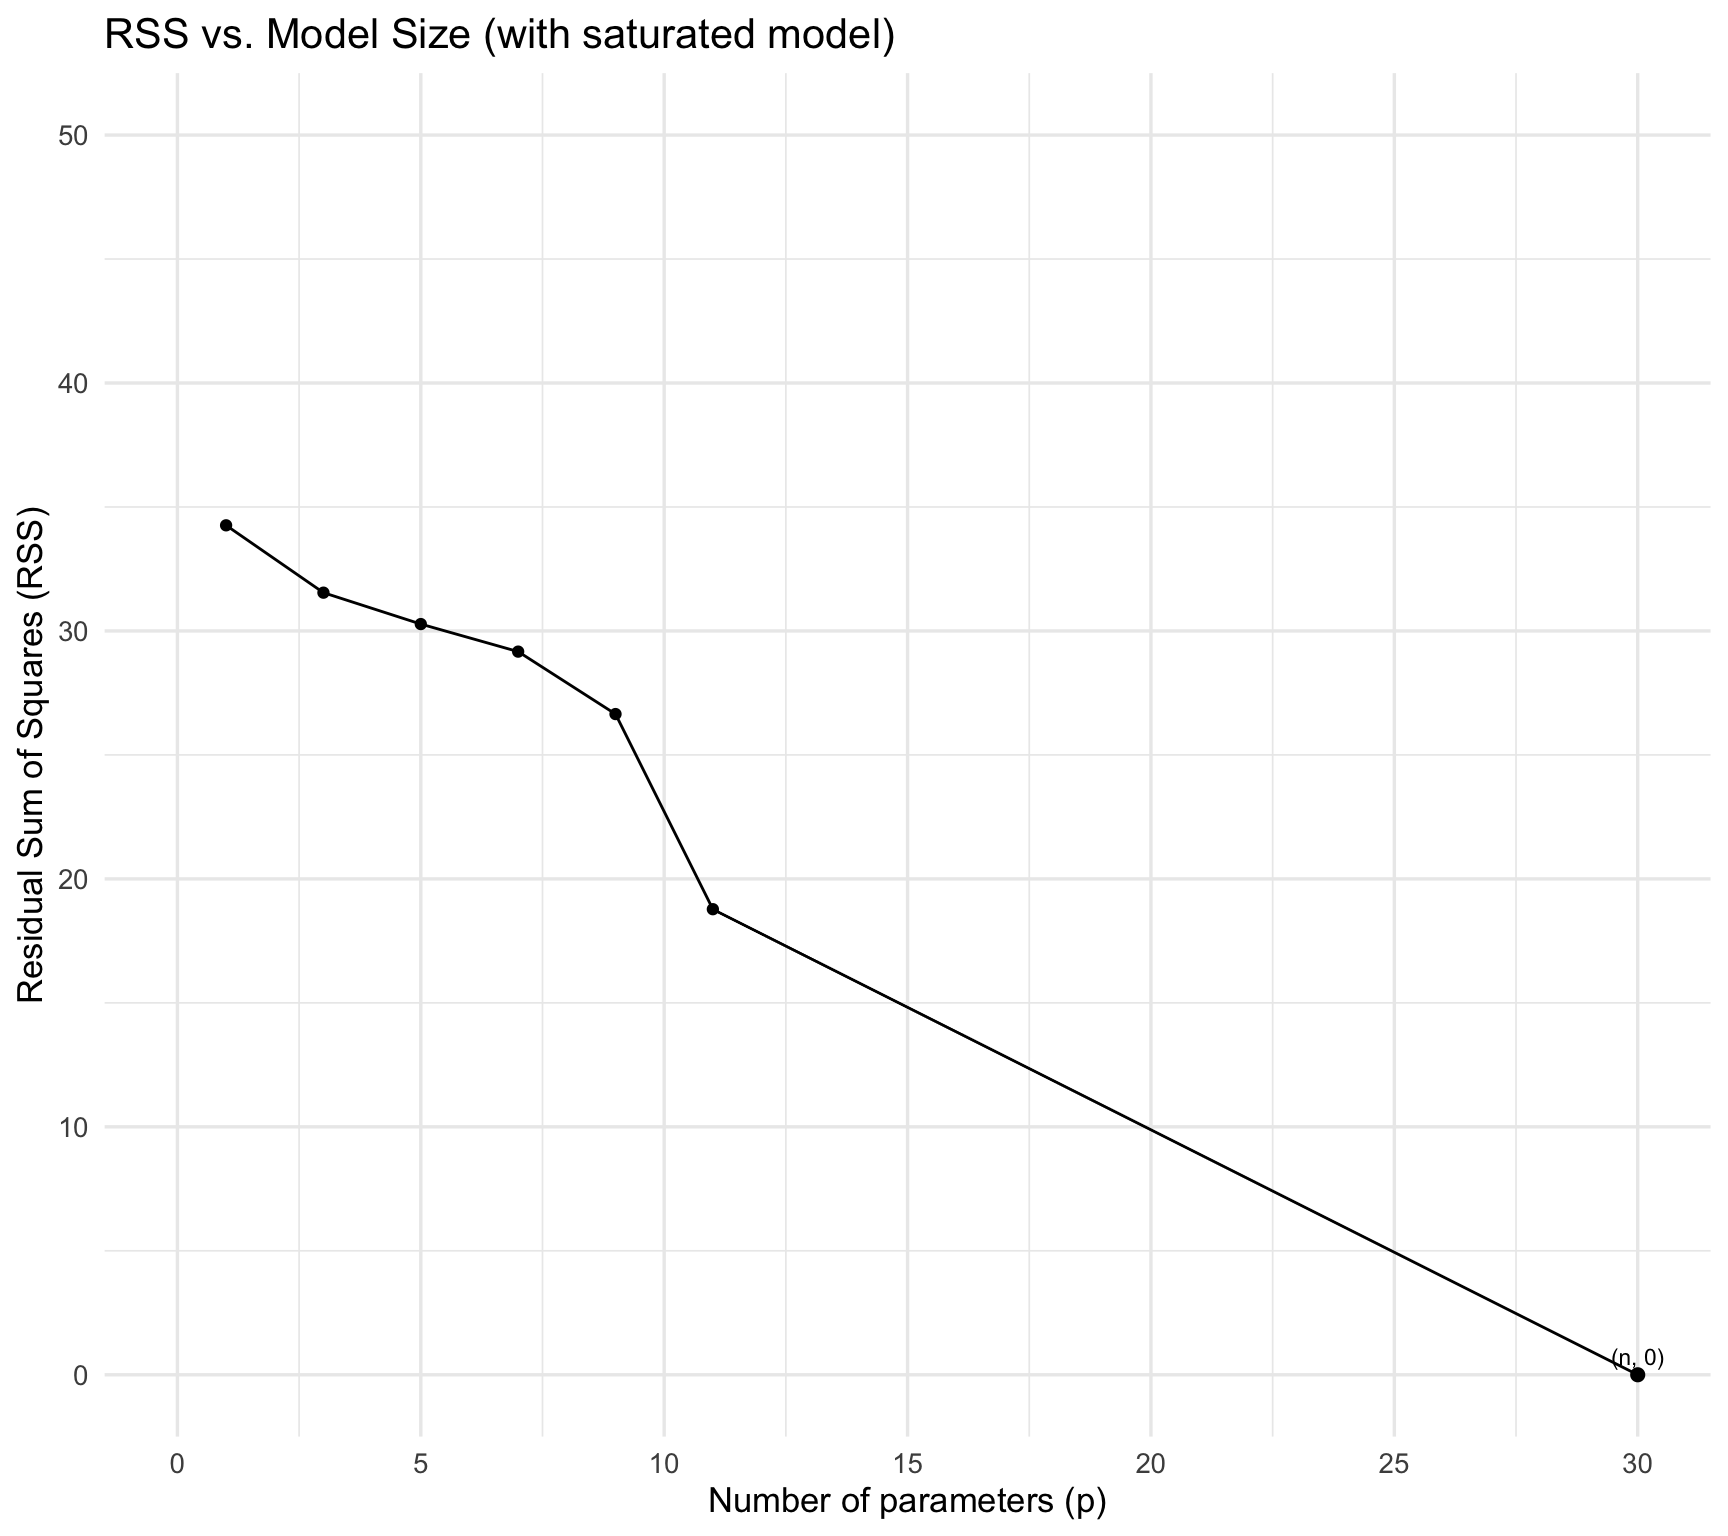 RSS vs. Model Size (with saturated model)
Residual Sum of Squares (RSS)
50
40
30
20
10
0
(n, 0)
0 5 10 15 20 25 30
Number of parameters (p)